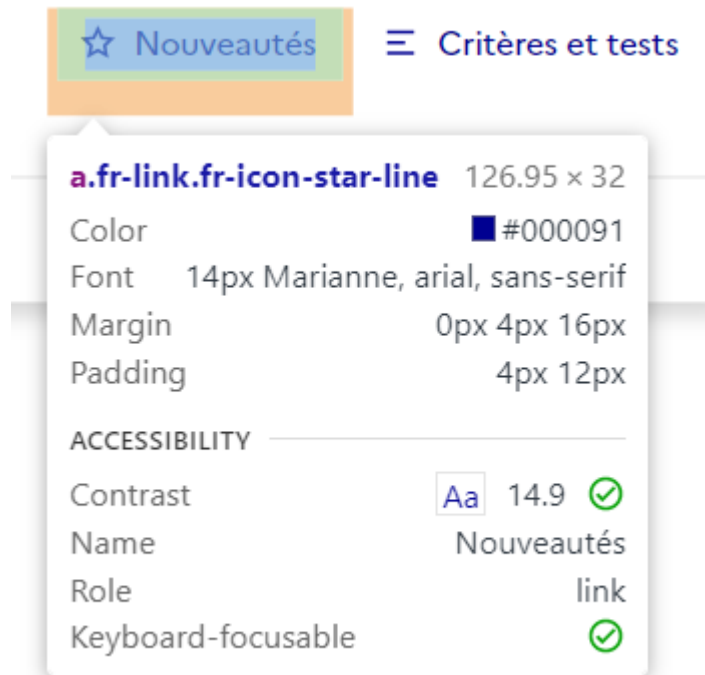 Nouveautés Critères et tests
a.fr-link.fr-icon-star-line 126.95 × 32
Color #000091
Font 14px Marianne, arial, sans-serif
Margin 0px 4px 16px
Padding 4px 12px
ACCESSIBILITY
Contrast Aa 14.9
Name Nouveautés
Role link
Keyboard-focusable